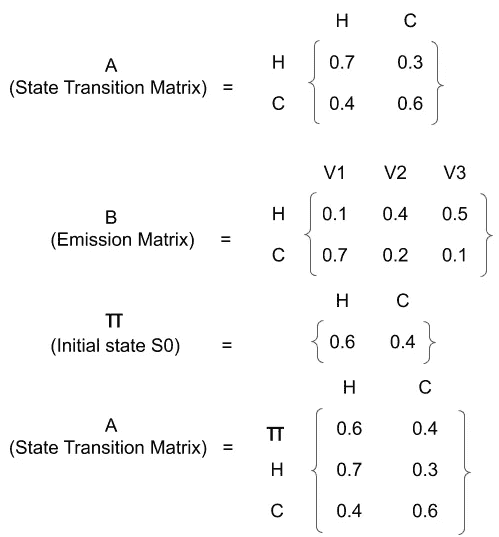 H C
A H 0.7 0.3
(State Transition Matrix) =
C 0.4 0.6
V1 V2 V3
B H 0.1 0.4 0.5
(Emission Matrix) =
C 0.7 0.2 0.1
H C
π
(Initial state S0) = 0.6 0.4
H C
A π 0.6 0.4
(State Transition Matrix) = H 0.7 0.3
C 0.4 0.6